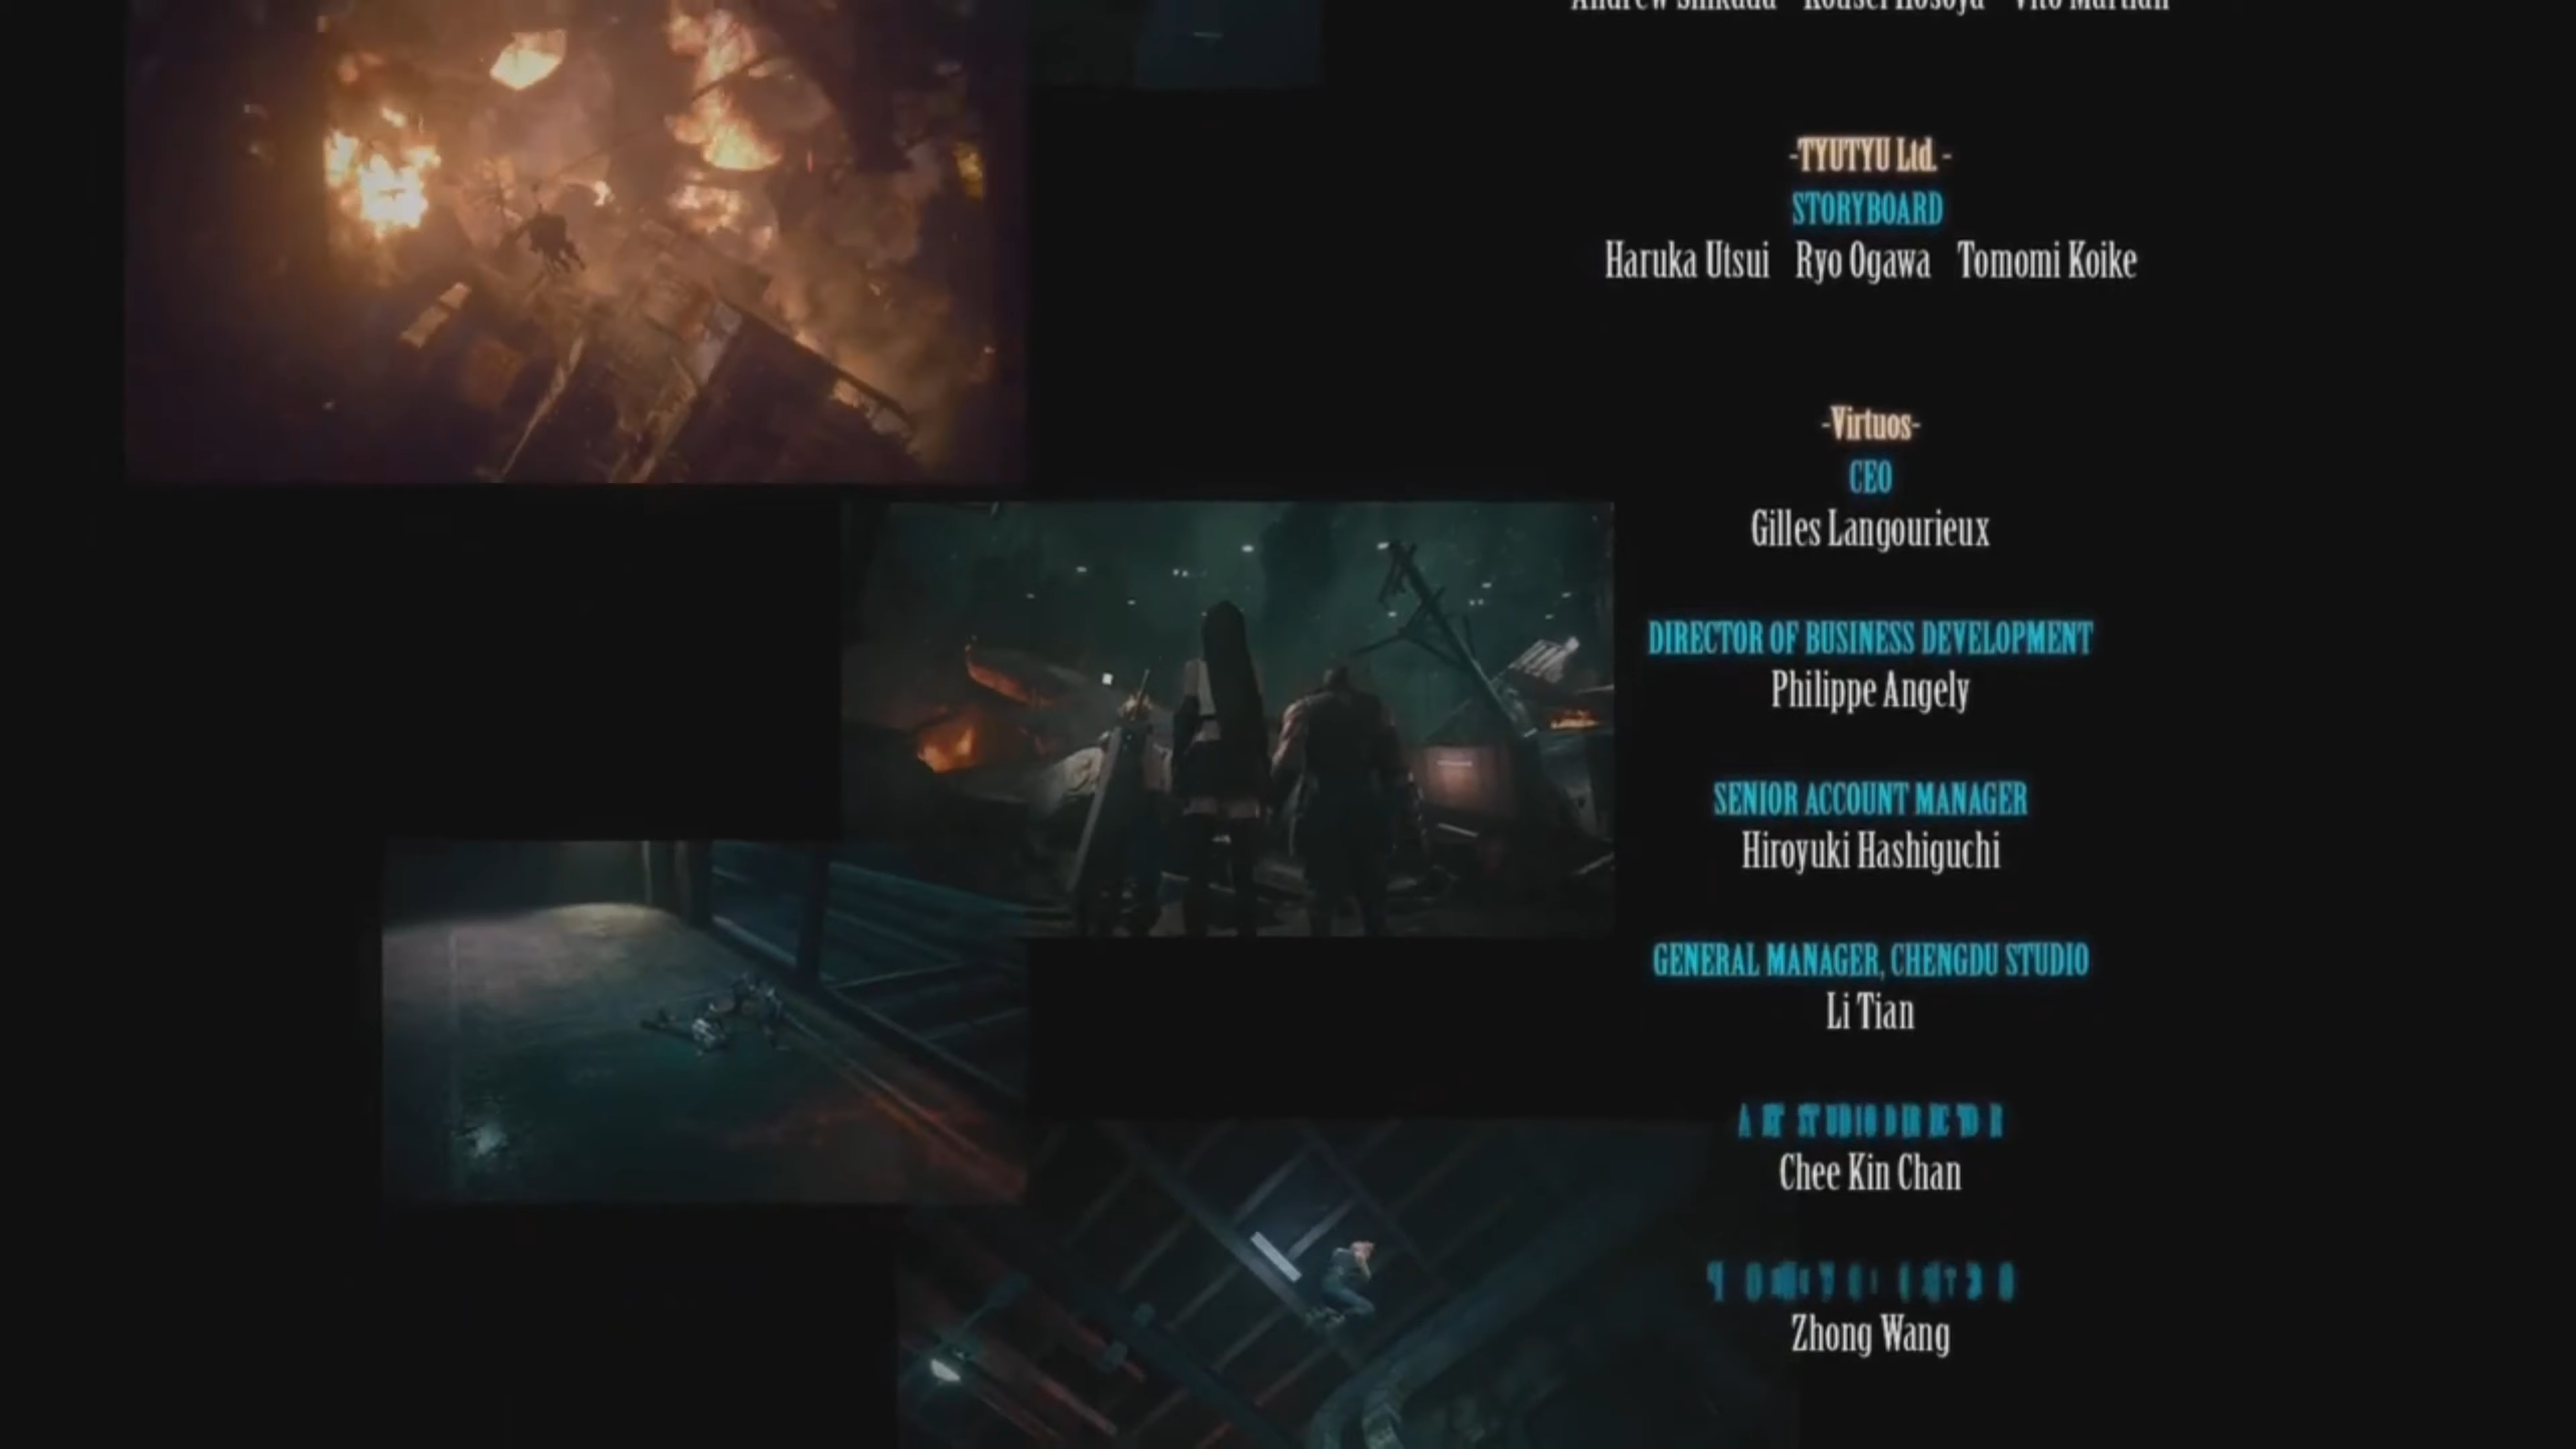 -TYUTYU Ltd. -
STORYBOARD
Haruka Utsui Ryo Ogawa Tomomi Koike
-Virtuos-
CEO
Gilles Langourieux
DIRECTOR OF BUSINESS DEVELOPMENT
Philippe Angely
SENIOR ACCOUNT MANAGER
Hiroyuki Hashiguchi
GENERAL MANAGER, CHENGDU STUDIO
Li Tian
Chee Kin Chan
Zhong Wang